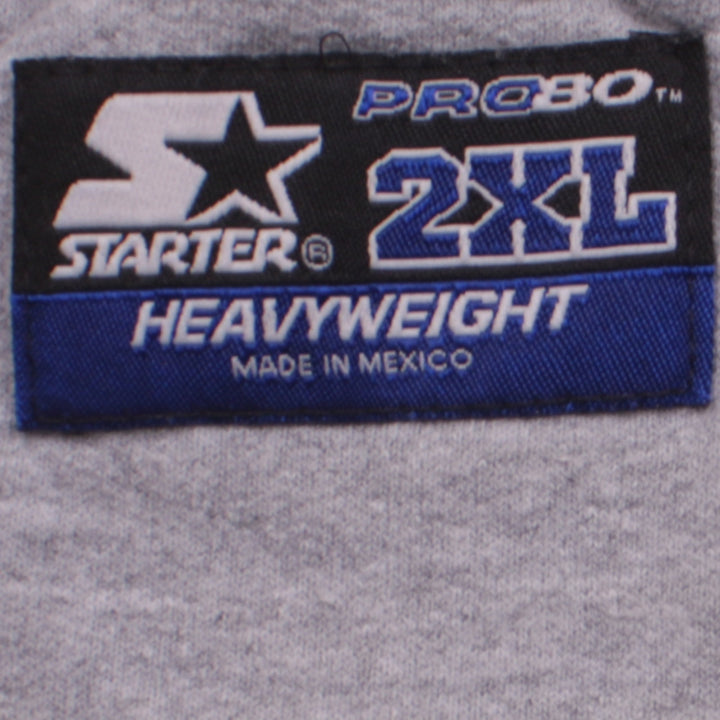 PRO80™
2XL
STARTER®
HEAVYWEIGHT
MADE IN MEXICO